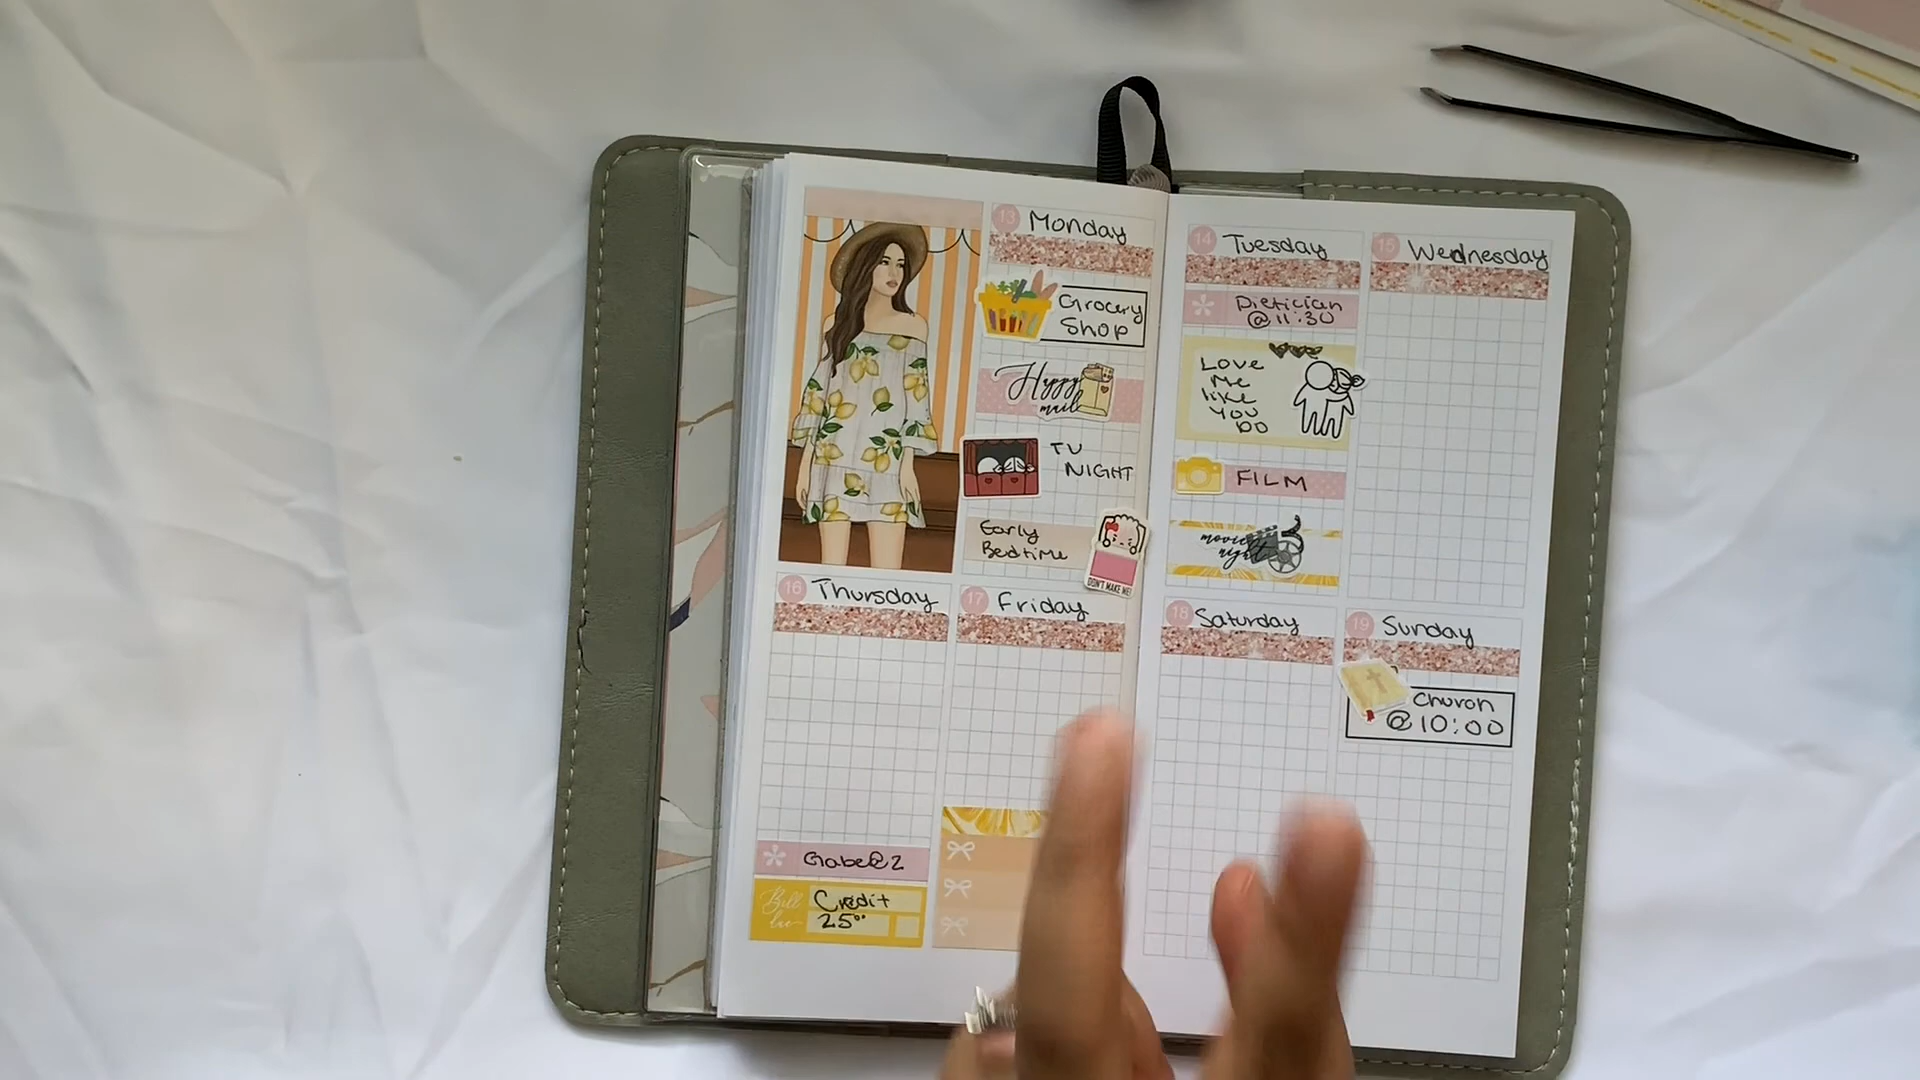 13 Monday
Grocery
Shop
Happy
mail
TV
NIGHT
Early
Bedtime
DON'T MAKE ME!
14 Tuesday
Dietician
@ 11:30
Love
Me
like
you
Do
FILM
movie
night
15 Wednesday
16 Thursday
Gabe@2
Bill
Due
Credit
25⁰⁰
17 Friday
18 Saturday
19 Sunday
Church
@10:00